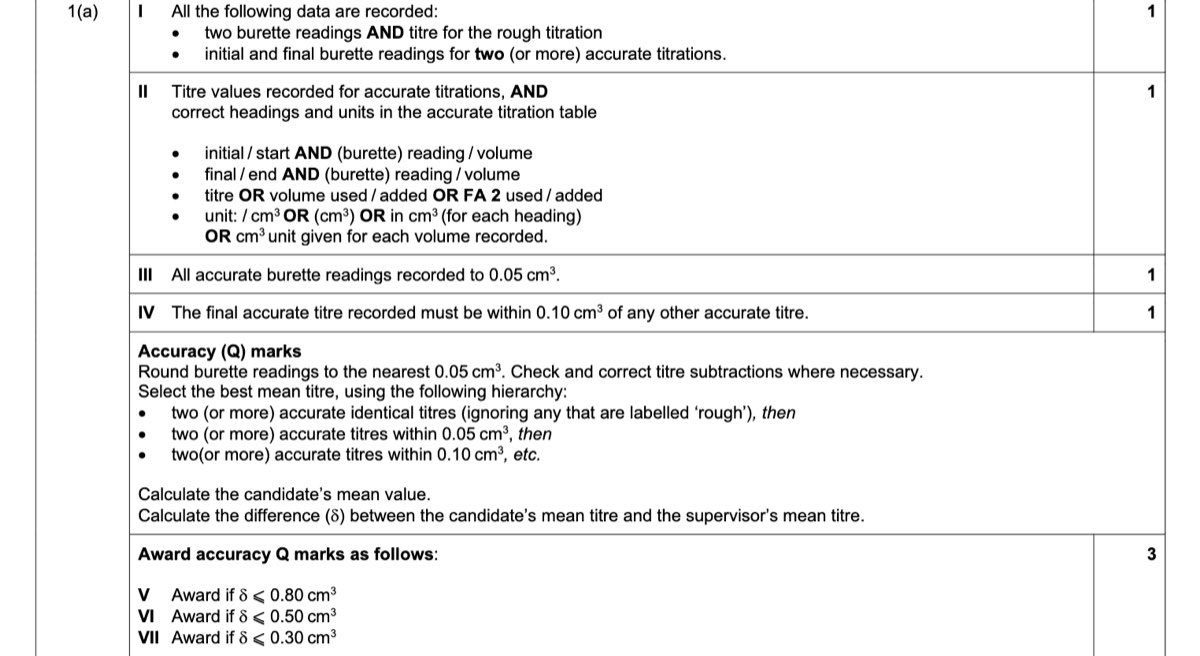 1(a) I All the following data are recorded: 1
• two burette readings AND titre for the rough titration
• initial and final burette readings for two (or more) accurate titrations.
II Titre values recorded for accurate titrations, AND 1
correct headings and units in the accurate titration table
• initial / start AND (burette) reading / volume
• final / end AND (burette) reading / volume
• titre OR volume used / added OR FA 2 used / added
• unit: / cm³ OR (cm³) OR in cm³ (for each heading)
OR cm³ unit given for each volume recorded.
III All accurate burette readings recorded to 0.05 cm³. 1
IV The final accurate titre recorded must be within 0.10 cm³ of any other accurate titre. 1
Accuracy (Q) marks
Round burette readings to the nearest 0.05 cm³. Check and correct titre subtractions where necessary.
Select the best mean titre, using the following hierarchy:
• two (or more) accurate identical titres (ignoring any that are labelled ‘rough’), then
• two (or more) accurate titres within 0.05 cm³, then
• two(or more) accurate titres within 0.10 cm³, etc.
Calculate the candidate’s mean value.
Calculate the difference (δ) between the candidate’s mean titre and the supervisor’s mean titre.
Award accuracy Q marks as follows: 3
V Award if δ ⩽ 0.80 cm³
VI Award if δ ⩽ 0.50 cm³
VII Award if δ ⩽ 0.30 cm³